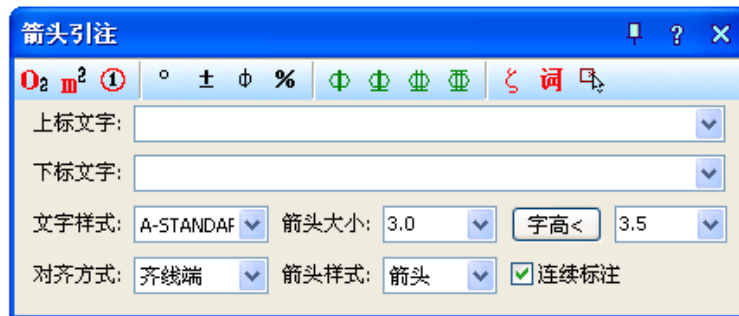 箭头引注 ?
O₂ m² ① ° ± ф % ζ 词
上标文字:
下标文字:
文字样式: A-STANDAR 箭头大小: 3.0 字高< 3.5
对齐方式: 齐线端 箭头样式: 箭头 连续标注